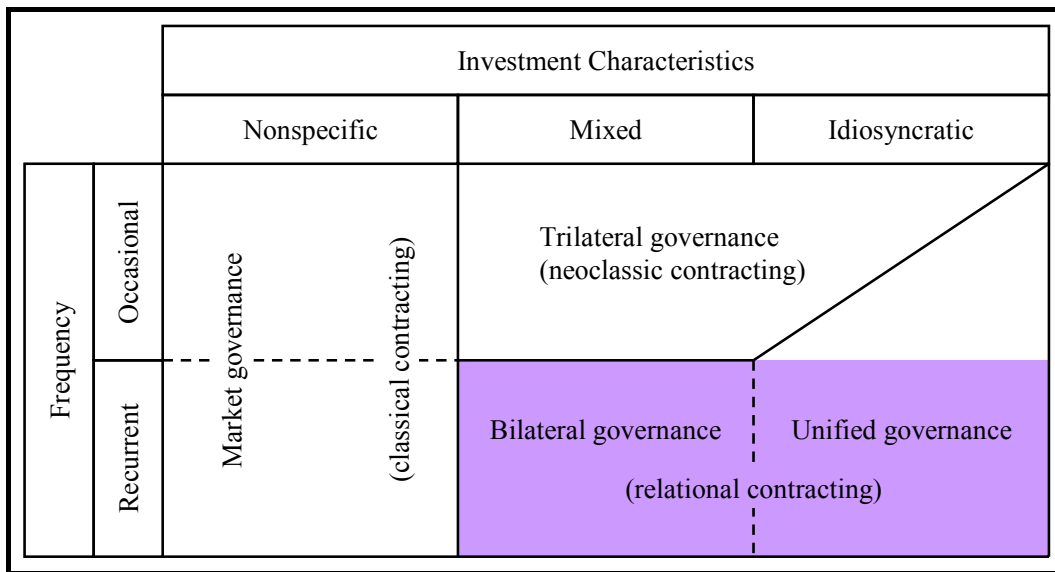 Investment Characteristics
Nonspecific
Mixed
Idiosyncratic
Frequency
Occasional
Recurrent
Market governance
(classical contracting)
Trilateral governance
(neoclassic contracting)
Bilateral governance
Unified governance
(relational contracting)